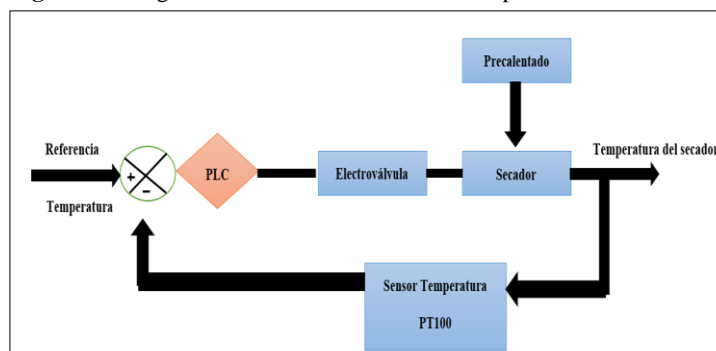 Precalentado
Referencia
Temperatura del secador
+
PLC
Electroválvula
Secador
−
Temperatura
Sensor Temperatura
PT100